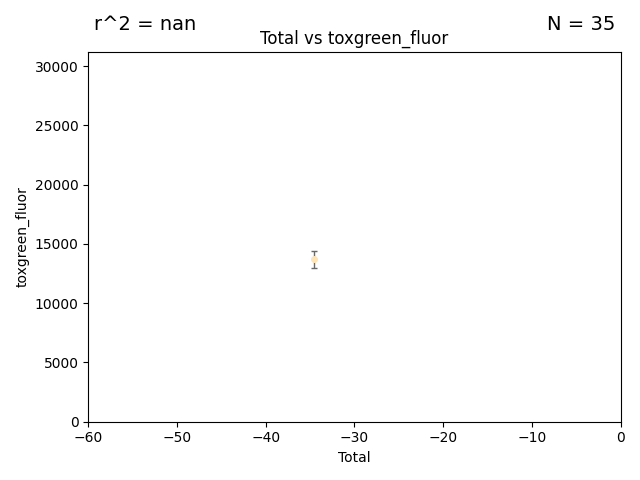 r^2 = nan
N = 35
Total vs toxgreen_fluor
30000
25000
20000
15000
10000
5000
0
toxgreen_fluor
−60 −50 −40 −30 −20 −10 0
Total